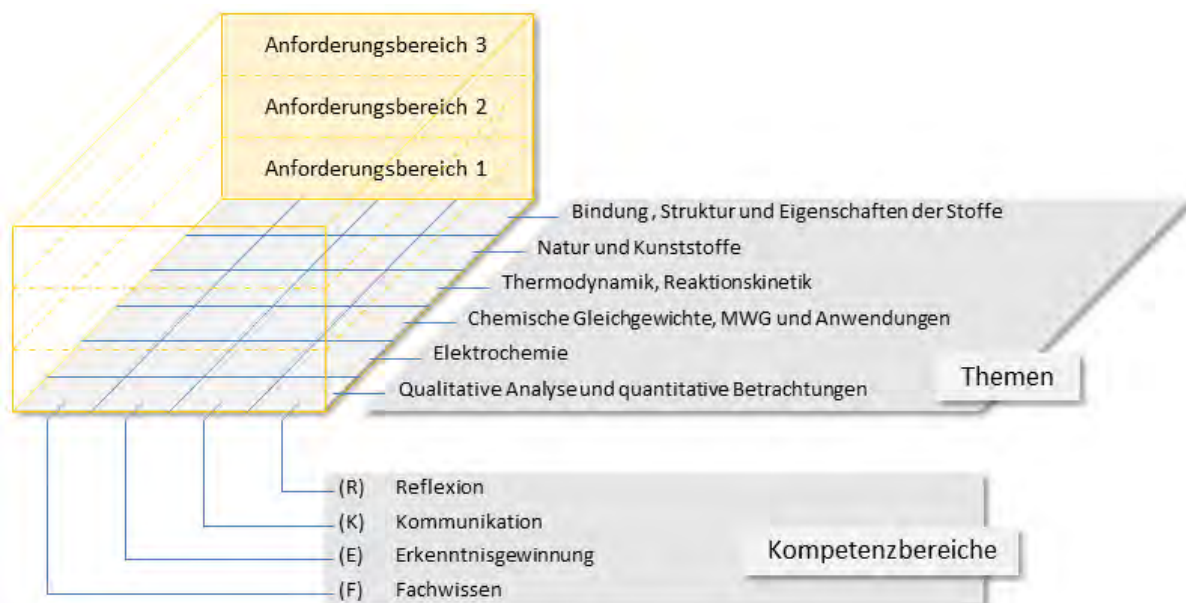 Anforderungsbereich 3
Anforderungsbereich 2
Anforderungsbereich 1
Bindung, Struktur und Eigenschaften der Stoffe
Natur und Kunststoffe
Thermodynamik, Reaktionskinetik
Chemische Gleichgewichte, MWG und Anwendungen
Elektrochemie
Qualitative Analyse und quantitative Betrachtungen
Themen
(R) Reflexion
(K) Kommunikation
(E) Erkenntnisgewinnung
(F) Fachwissen
Kompetenzbereiche